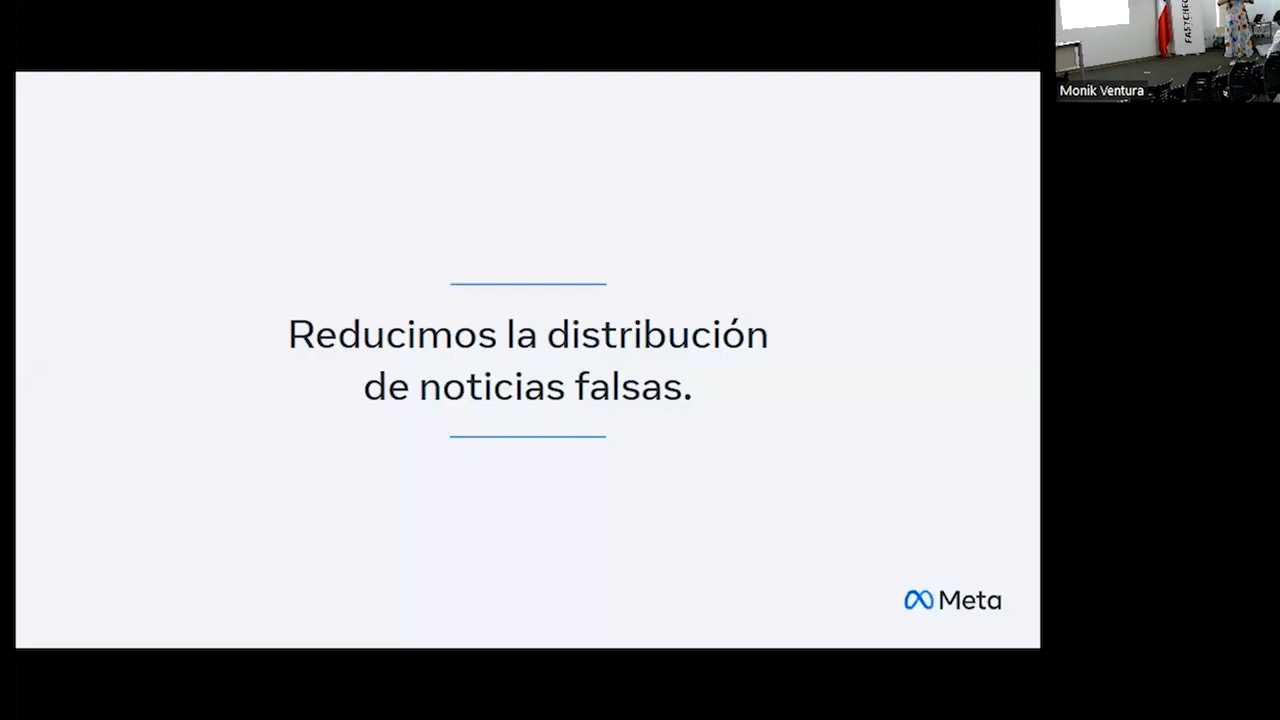 Reducimos la distribución
de noticias falsas.
Meta
Monik Ventura